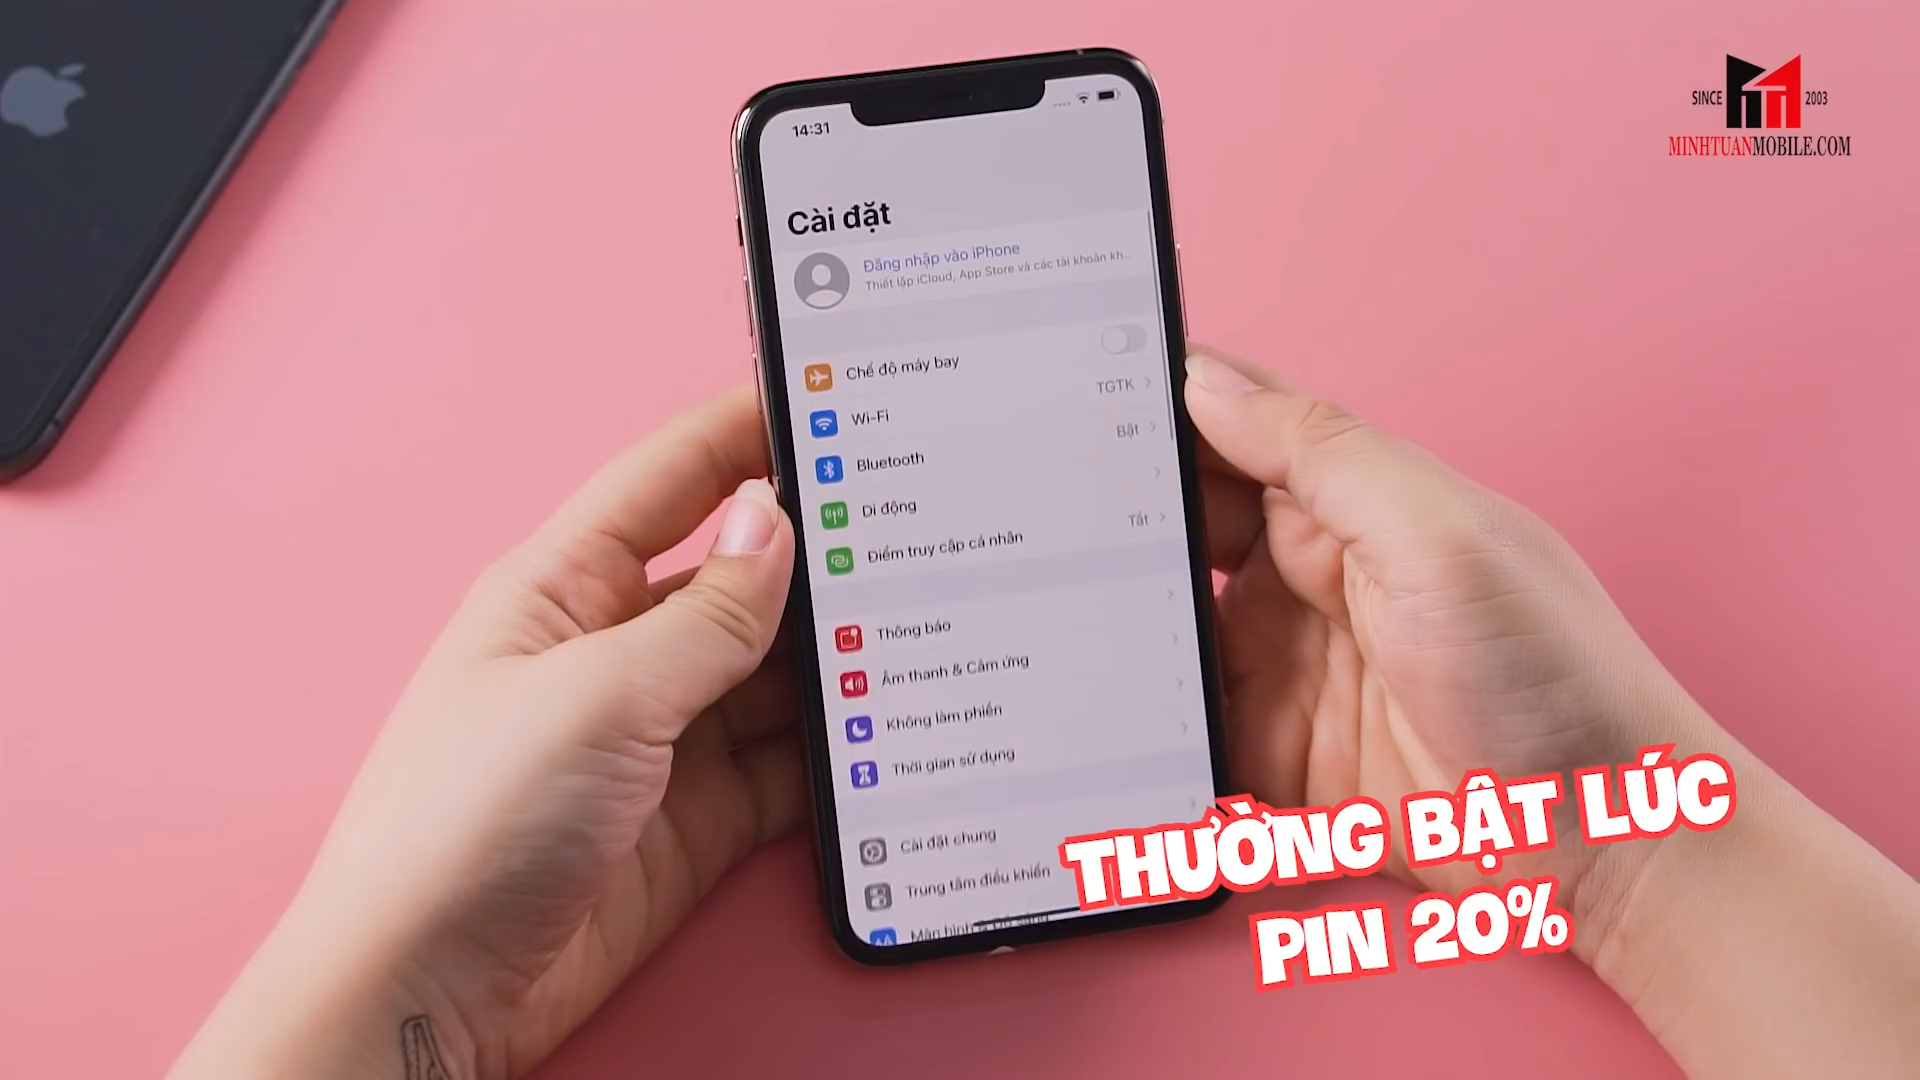 SINCE 2003
MINHTUANMOBILE.COM
14:31
Cài đặt
Đăng nhập vào iPhone
Thiết lập iCloud, App Store và các tài khoản kh...
Chế độ máy bay
Wi-Fi TGTK
Bluetooth Bật
Di động
Điểm truy cập cá nhân Tắt
Thông báo
Âm thanh & Cảm ứng
Không làm phiền
Thời gian sử dụng
Cài đặt chung
Trung tâm điều khiển
AA Màn hình &
THƯỜNG BẬT LÚC
PIN 20%